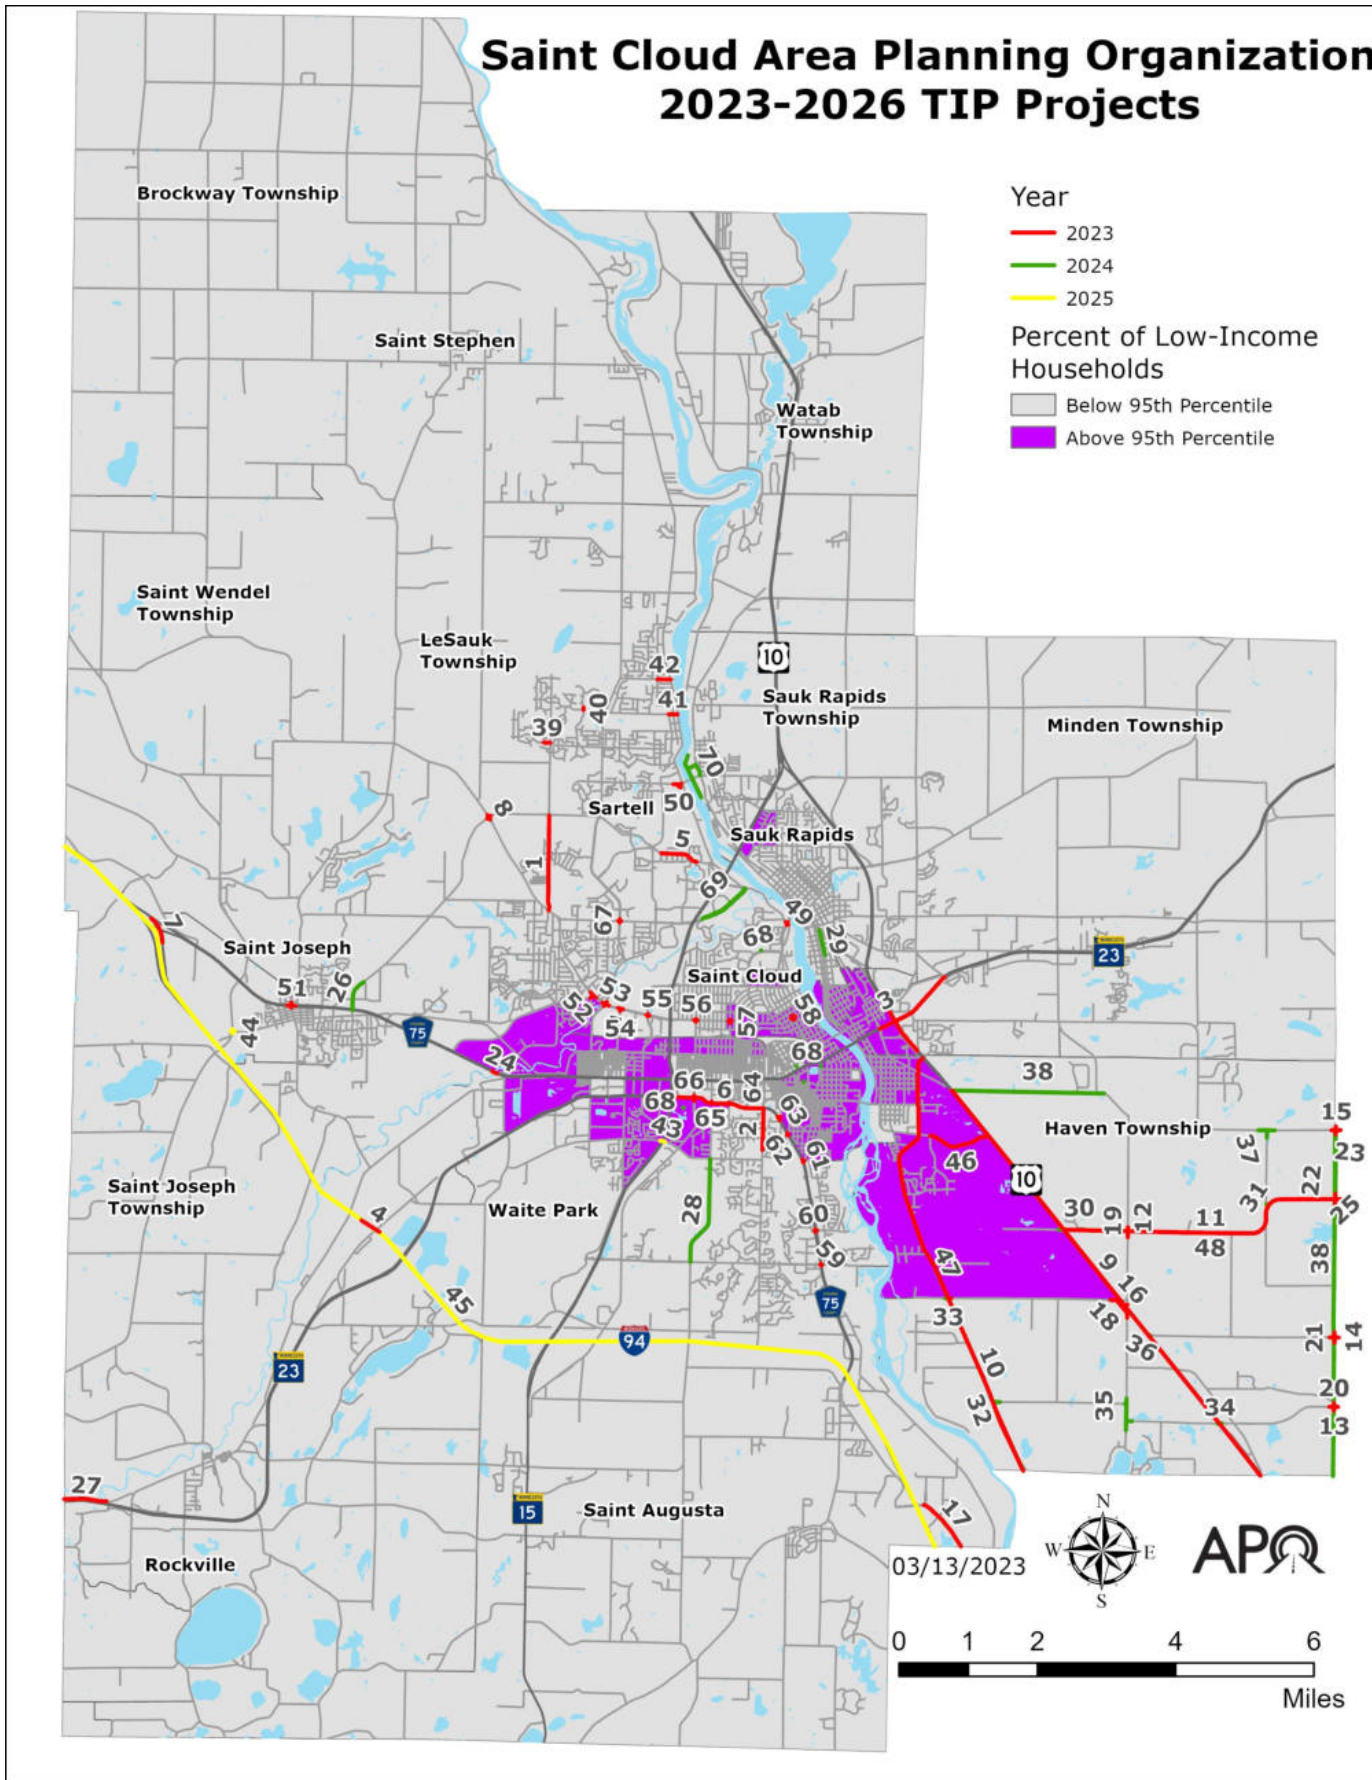 Saint Cloud Area Planning Organization
2023-2026 TIP Projects
Year
2023
2024
2025
Percent of Low-Income
Households
Below 95th Percentile
Above 95th Percentile
Brockway Township
Saint Stephen
Watab
Township
Saint Wendel
Township
LeSauk
Township
42
10
41
40
Sauk Rapids
Township
39
Minden Township
70
8
Sartell
50
Sauk Rapids
5
1
69
7
67
49
29
68
Saint Joseph
23
Saint Cloud
51
26
53
52
55
56
58
3
54
57
44
75
24
68
66
6
64
38
68
65
63
2
43
62
61
15
Haven Township
37
23
46
10
22
Saint Joseph
Township
28
31
Waite Park
4
60
30
19
12
11
25
48
59
47
9
38
45
16
75
33
18
94
36
21
14
23
10
20
32
35
34
13
27
15
Saint Augusta
17
N
W
E
S
03/13/2023
APO
Rockville
0
1
2
4
6
Miles